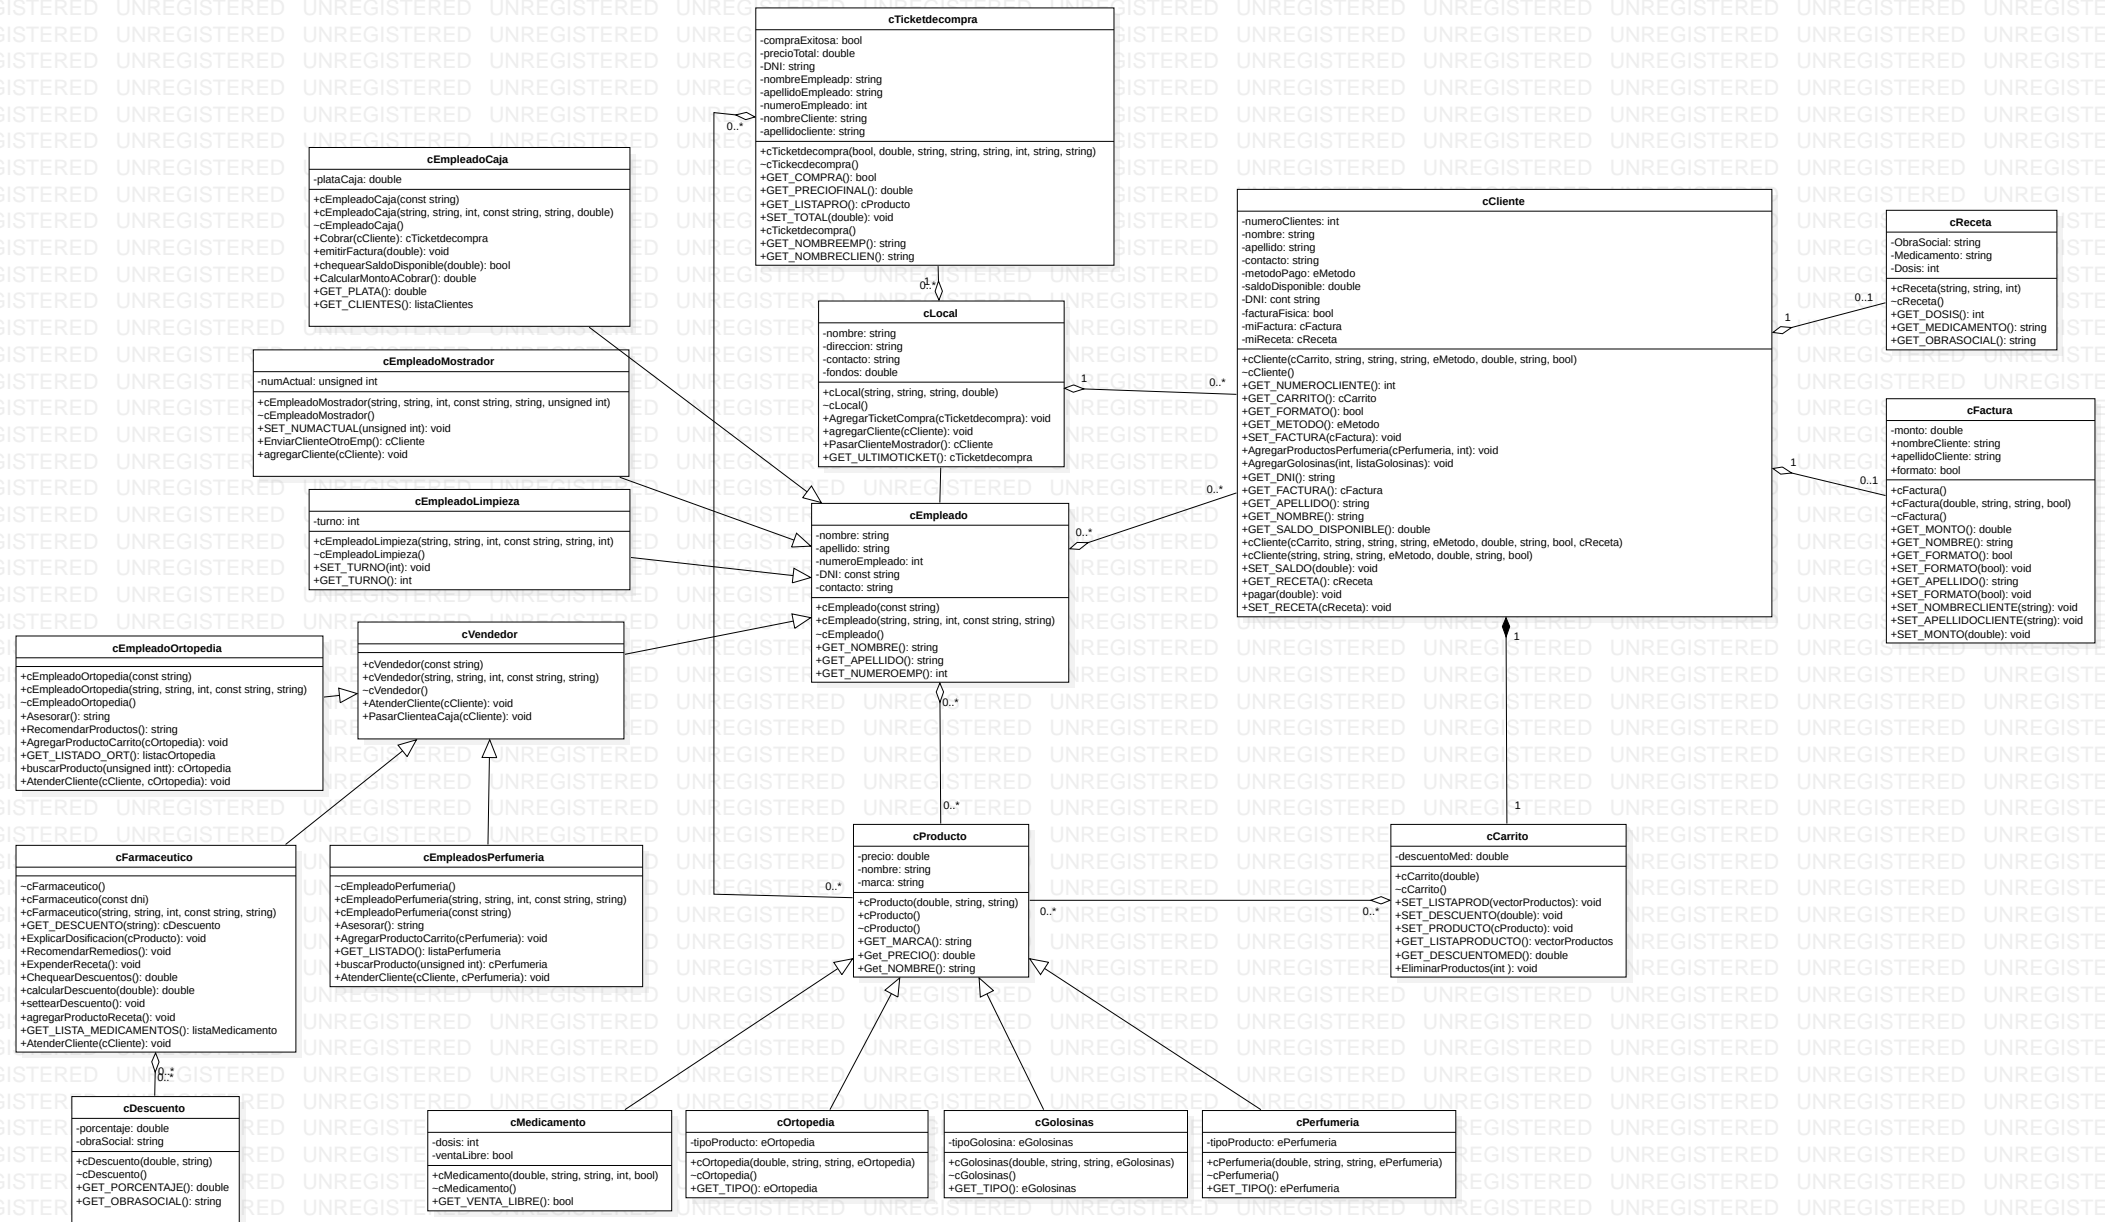 cTicketdecompra
-compraExitosa: bool
-precioTotal: double
-DNI: string
-nombreEmpleadp: string
-apellidoEmpleado: string
-numeroEmpleado: int
-nombreCliente: string
-apellidocliente: string
+cTicketdecompra(bool, double, string, string, string, int, string, string)
~cTickecdecompra()
+GET_COMPRA(): bool
+GET_PRECIOFINAL(): double
+GET_LISTAPRO(): cProducto
+SET_TOTAL(double): void
+cTicketdecompra()
+GET_NOMBREEMP(): string
+GET_NOMBRECLIEN(): string
0..*
1
0..*
cEmpleadoCaja
-plataCaja: double
+cEmpleadoCaja(const string)
+cEmpleadoCaja(string, string, int, const string, string, double)
~cEmpleadoCaja()
+Cobrar(cCliente): cTicketdecompra
+emitirFactura(double): void
+chequearSaldoDisponible(double): bool
+CalcularMontoACobrar(): double
+GET_PLATA(): double
+GET_CLIENTES(): listaClientes
cEmpleadoMostrador
-numActual: unsigned int
+cEmpleadoMostrador(string, string, int, const string, string, unsigned int)
~cEmpleadoMostrador()
+SET_NUMACTUAL(unsigned int): void
+EnviarClienteOtroEmp(): cCliente
+agregarCliente(cCliente): void
cEmpleadoLimpieza
-turno: int
+cEmpleadoLimpieza(string, string, int, const string, string, int)
~cEmpleadoLimpieza()
+SET_TURNO(int): void
+GET_TURNO(): int
cLocal
-nombre: string
-direccion: string
-contacto: string
-fondos: double
+cLocal(string, string, string, double)
~cLocal()
+AgregarTicketCompra(cTicketdecompra): void
+agregarCliente(cCliente): void
+PasarClienteMostrador(): cCliente
+GET_ULTIMOTICKET(): cTicketdecompra
1
0..*
cEmpleado
-nombre: string
-apellido: string
-numeroEmpleado: int
-DNI: const string
-contacto: string
+cEmpleado(const string)
+cEmpleado(string, string, int, const string, string)
~cEmpleado()
+GET_NOMBRE(): string
+GET_APELLIDO(): string
+GET_NUMEROEMP(): int
0..*
0..*
0..*
0..*
cCliente
-numeroClientes: int
-nombre: string
-apellido: string
-contacto: string
-metodoPago: eMetodo
-saldoDisponible: double
-DNI: cont string
-facturaFisica: bool
-miFactura: cFactura
-miReceta: cReceta
+cCliente(cCarrito, string, string, string, eMetodo, double, string, bool)
~cCliente()
+GET_NUMEROCLIENTE(): int
+GET_CARRITO(): cCarrito
+GET_FORMATO(): bool
+GET_METODO(): eMetodo
+SET_FACTURA(cFactura): void
+AgregarProductosPerfumeria(cPerfumeria, int): void
+AgregarGolosinas(int, listaGolosinas): void
+GET_DNI(): string
+GET_FACTURA(): cFactura
+GET_APELLIDO(): string
+GET_NOMBRE(): string
+GET_SALDO_DISPONIBLE(): double
+cCliente(cCarrito, string, string, string, eMetodo, double, string, bool, cReceta)
+cCliente(string, string, string, eMetodo, double, string, bool)
+SET_SALDO(double): void
+GET_RECETA(): cReceta
+pagar(double): void
+SET_RECETA(cReceta): void
1
0..1
1
0..1
1
1
cReceta
-ObraSocial: string
-Medicamento: string
-Dosis: int
+cReceta(string, string, int)
~cReceta()
+GET_DOSIS(): int
+GET_MEDICAMENTO(): string
+GET_OBRASOCIAL(): string
cFactura
-monto: double
+nombreCliente: string
+apellidoCliente: string
+formato: bool
+cFactura()
+cFactura(double, string, string, bool)
~cFactura()
+GET_MONTO(): double
+GET_NOMBRE(): string
+GET_FORMATO(): bool
+SET_FORMATO(bool): void
+GET_APELLIDO(): string
+SET_FORMATO(bool): void
+SET_NOMBRECLIENTE(string): void
+SET_APELLIDOCLIENTE(string): void
+SET_MONTO(double): void
cEmpleadoOrtopedia
+cEmpleadoOrtopedia(const string)
+cEmpleadoOrtopedia(string, string, int, const string, string)
~cEmpleadoOrtopedia()
+Asesorar(): string
+RecomendarProductos(): string
+AgregarProductoCarrito(cOrtopedia): void
+GET_LISTADO_ORT(): listacOrtopedia
+buscarProducto(unsigned intt): cOrtopedia
+AtenderCliente(cCliente, cOrtopedia): void
cVendedor
+cVendedor(const string)
+cVendedor(string, string, int, const string, string)
~cVendedor()
+AtenderCliente(cCliente): void
+PasarClienteaCaja(cCliente): void
cFarmaceutico
~cFarmaceutico()
+cFarmaceutico(const dni)
+cFarmaceutico(string, string, int, const string, string)
+GET_DESCUENTO(string): cDescuento
+ExplicarDosificacion(cProducto): void
+RecomendarRemedios(): void
+ExpenderReceta(): void
+ChequearDescuentos(): double
+calcularDescuento(double): double
+settearDescuento(): void
+agregarProductoReceta(): void
+GET_LISTA_MEDICAMENTOS(): listaMedicamento
+AtenderCliente(cCliente): void
0..*
0..*
cEmpleadosPerfumeria
~cEmpleadoPerfumeria()
+cEmpleadoPerfumeria(string, string, int, const string, string)
+cEmpleadoPerfumeria(const string)
+Asesorar(): string
+AgregarProductoCarrito(cPerfumeria): void
+GET_LISTADO(): listaPerfumeria
+buscarProducto(unsigned int): cPerfumeria
+AtenderCliente(cCliente, cPerfumeria): void
cProducto
-precio: double
-nombre: string
-marca: string
+cProducto(double, string, string)
+cProducto()
~cProducto()
+GET_MARCA(): string
+Get_PRECIO(): double
+Get_NOMBRE(): string
0..*
0..*
0..*
cCarrito
-descuentoMed: double
+cCarrito(double)
~cCarrito()
+SET_LISTAPROD(vectorProductos): void
+SET_DESCUENTO(double): void
+SET_PRODUCTO(cProducto): void
+GET_LISTAPRODUCTO(): vectorProductos
+GET_DESCUENTOMED(): double
+EliminarProductos(int ): void
cDescuento
-porcentaje: double
-obraSocial: string
+cDescuento(double, string)
~cDescuento()
+GET_PORCENTAJE(): double
+GET_OBRASOCIAL(): string
cMedicamento
-dosis: int
-ventaLibre: bool
+cMedicamento(double, string, string, int, bool)
~cMedicamento()
+GET_VENTA_LIBRE(): bool
cOrtopedia
-tipoProducto: eOrtopedia
+cOrtopedia(double, string, string, eOrtopedia)
~cOrtopedia()
+GET_TIPO(): eOrtopedia
cGolosinas
-tipoGolosina: eGolosinas
+cGolosinas(double, string, string, eGolosinas)
~cGolosinas()
+GET_TIPO(): eGolosinas
cPerfumeria
-tipoProducto: ePerfumeria
+cPerfumeria(double, string, string, ePerfumeria)
~cPerfumeria()
+GET_TIPO(): ePerfumeria
UNREGISTERED